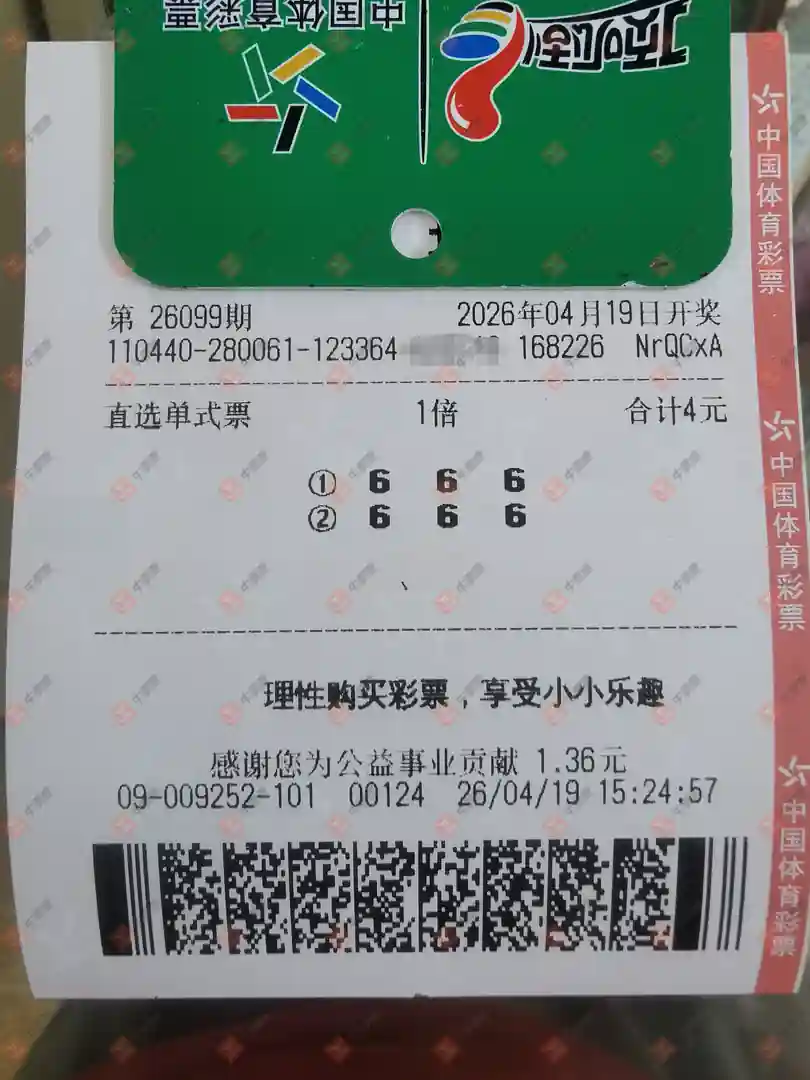 中国体育彩票
顶呱刮
第 26099期 2026年04月19日开奖
110440-280061-123364 168226 NrQCxA
直选单式票 1倍 合计4元
① 6 6 6
② 6 6 6
理性购买彩票，享受小小乐趣
感谢您为公益事业贡献 1.36元
09-009252-101 00124 26/04/19 15:24:57
中国体育彩票
中国体育彩票
中国体育彩票